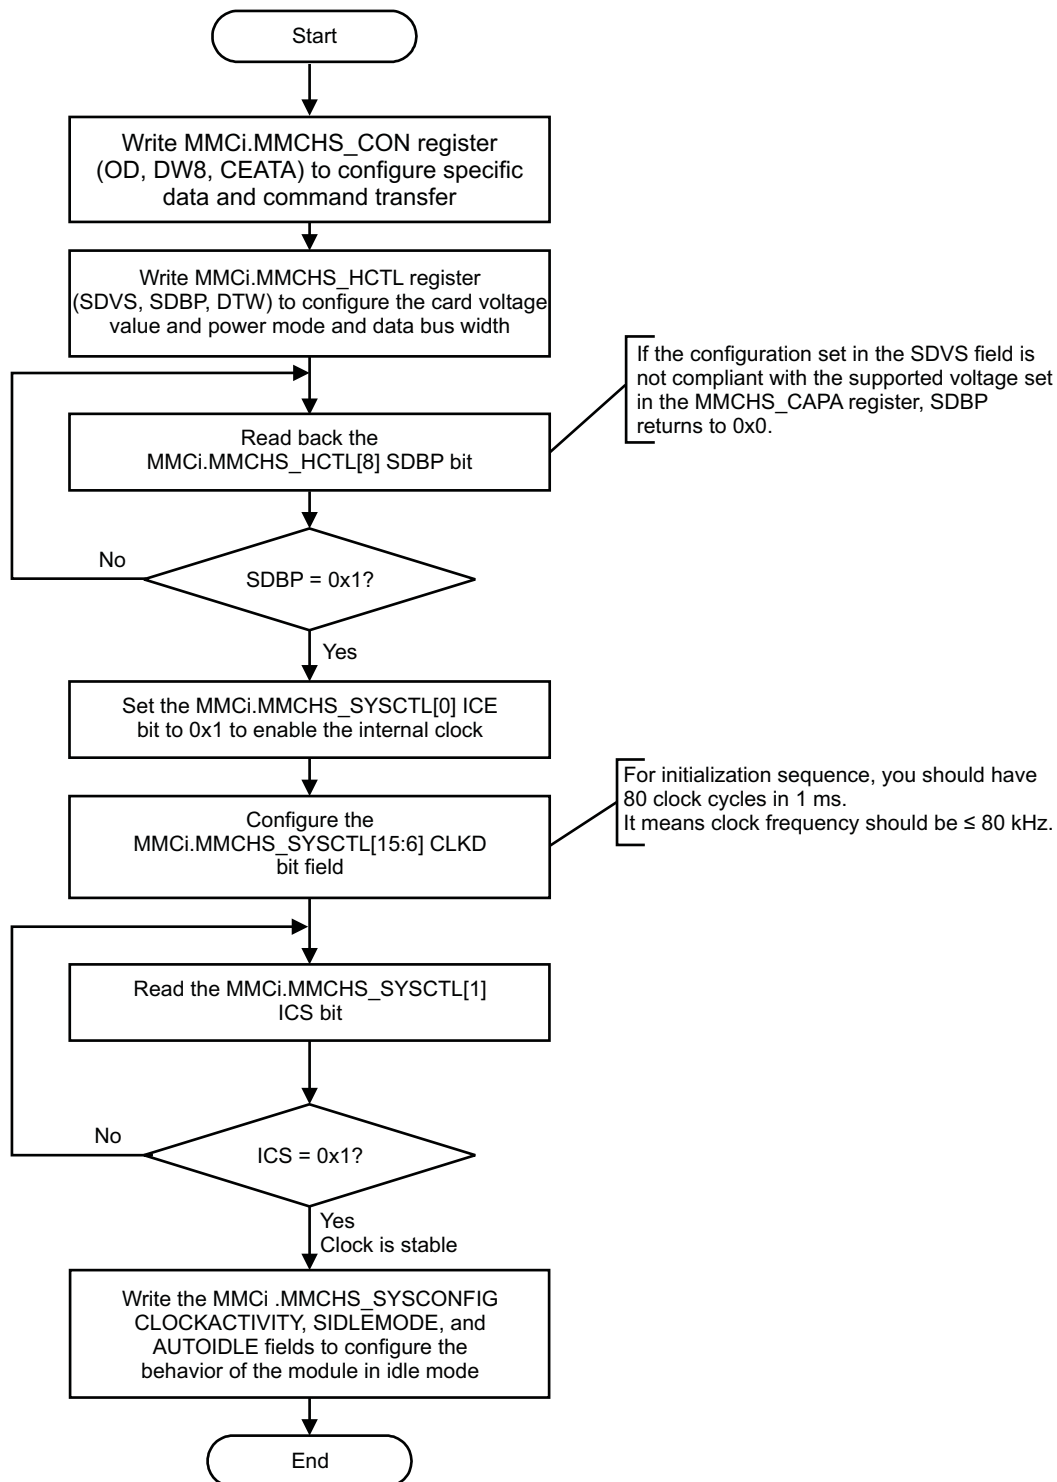 Start
Write MMCi.MMCHS_CON register
(OD, DW8, CEATA) to configure specific
data and command transfer
Write MMCi.MMCHS_HCTL register
(SDVS, SDBP, DTW) to configure the card voltage
value and power mode and data bus width
If the configuration set in the SDVS field is
not compliant with the supported voltage set
in the MMCHS_CAPA register, SDBP
returns to 0x0.
Read back the
MMCi.MMCHS_HCTL[8] SDBP bit
No
SDBP = 0x1?
Yes
Set the MMCi.MMCHS_SYSCTL[0] ICE
bit to 0x1 to enable the internal clock
For initialization sequence, you should have
80 clock cycles in 1 ms.
It means clock frequency should be ≤ 80 kHz.
Configure the
MMCi.MMCHS_SYSCTL[15:6] CLKD
bit field
Read the MMCi.MMCHS_SYSCTL[1]
ICS bit
No
ICS = 0x1?
Yes
Clock is stable
Write the MMCi .MMCHS_SYSCONFIG
CLOCKACTIVITY, SIDLEMODE, and
AUTOIDLE fields to configure the
behavior of the module in idle mode
End